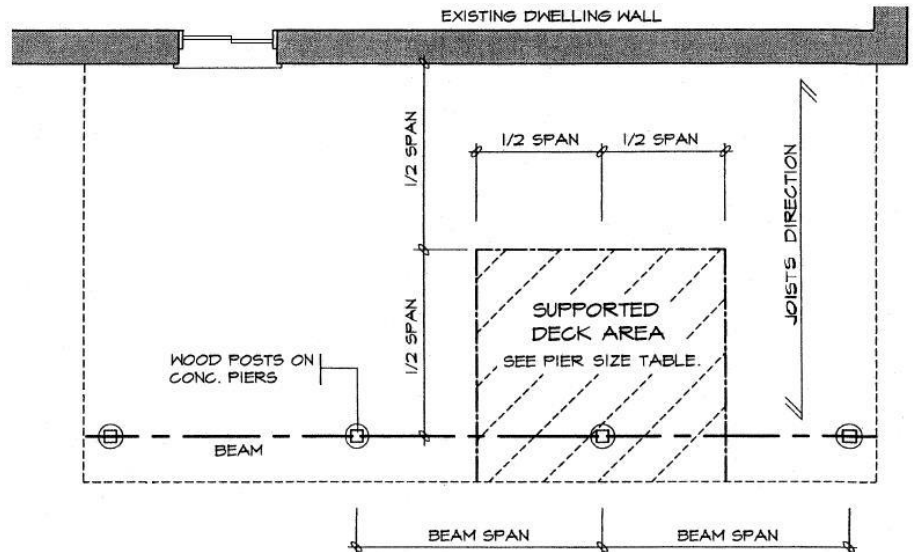 EXISTING DWELLING WALL
1/2 SPAN
1/2 SPAN
1/2 SPAN
JOISTS DIRECTION
1/2 SPAN
SUPPORTED
DECK AREA
SEE PIER SIZE TABLE.
WOOD POSTS ON
CONC. PIERS
BEAM
BEAM SPAN
BEAM SPAN